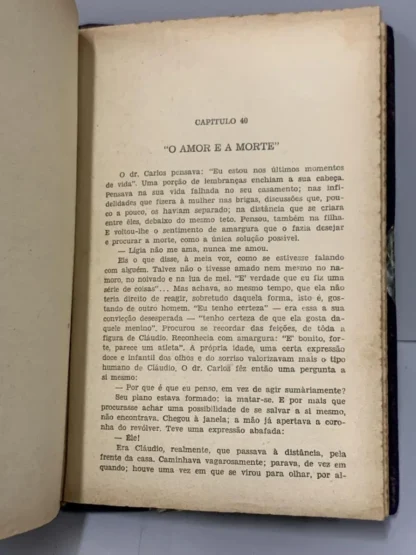 CAPITULO 40
"O AMOR E A MORTE"
O dr. Carlos pensava: "Eu estou nos últimos momentos
de vida". Uma porção de lembranças enchiam a sua cabeça.
Pensava na sua vida falhada no seu casamento; nas infi-
delidades que fizera à mulher nas brigas, discussões que, pou-
co a pouco, os haviam separado; na distância que se criara
entre êles, debaixo do mesmo teto. Pensou, também na filha.
E voltou-lhe o sentimento de amargura que o fazia desejar
e procurar a morte, como a única solução possível.
— Lígia não me ama, nunca me amou.
Eis o que disse, à meia voz, como se estivesse falando
com alguém. Talvez não o tivesse amado nem mesmo no na-
moro, no noivado e na lua de mel. "E' verdade que eu fiz uma
série de coisas"... Mas achava, ao mesmo tempo, que ela não
teria direito de reagir, sobretudo daquela forma, isto é, gos-
tando de outro homem. "Eu tenho certeza" — era essa a sua
convicção desesperada — "tenho certeza de que ela gosta da-
quele menino". Procurou se recordar das feições, de tôda a
figura de Cláudio. Reconhecia com amargura: "E' bonito, for-
te, parece um atleta". A própria idade, uma certa expressão
doce e infantil dos olhos e do sorriso valorizavam mais o tipo
humano de Cláudio, O dr. Carlos fês então uma pergunta a
si mesmo:
— Por que é que eu penso, em vez de agir sumàriamente?
Seu plano estava formado: ia matar-se. E por mais que
procurasse achar uma possibilidade de se salvar a si mesmo,
não encontrava. Chegou à janela; a mão já apertava a coro-
nha do revólver. Teve uma expressão abafada:
— Ele!
Era Cláudio, realmente, que passava à distância, pela
frente da casa. Caminhava vagarosamente; parava, de vez em
quando; houve uma vez em que se virou para olhar, por al-